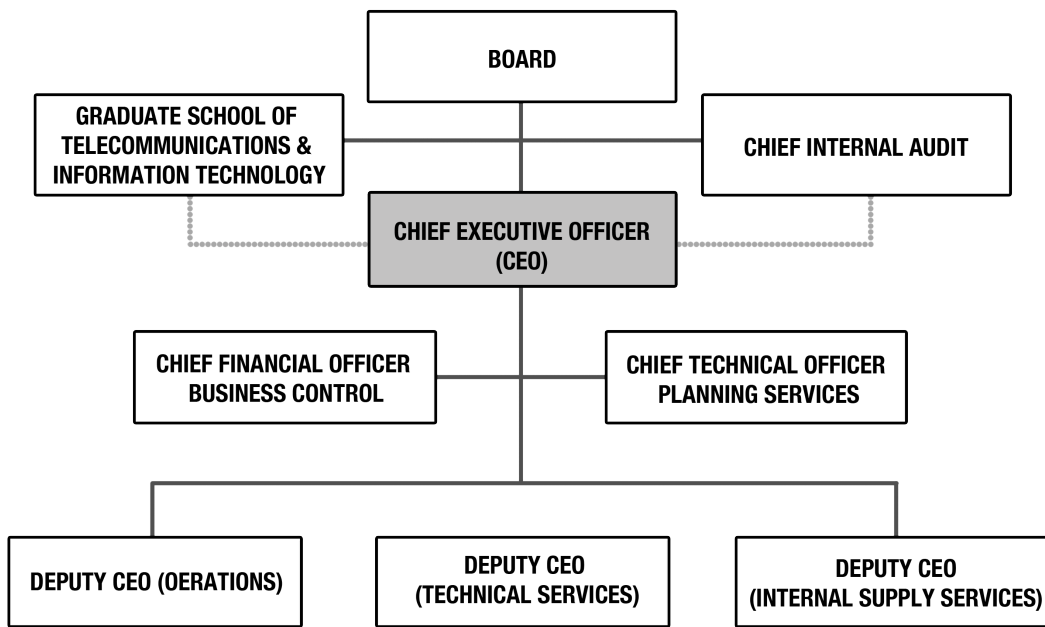 BOARD
GRADUATE SCHOOL OF
TELECOMMUNICATIONS &
INFORMATION TECHNOLOGY
CHIEF INTERNAL AUDIT
CHIEF EXECUTIVE OFFICER
(CEO)
CHIEF FINANCIAL OFFICER
BUSINESS CONTROL
CHIEF TECHNICAL OFFICER
PLANNING SERVICES
DEPUTY CEO (OERATIONS)
DEPUTY CEO
(TECHNICAL SERVICES)
DEPUTY CEO
(INTERNAL SUPPLY SERVICES)